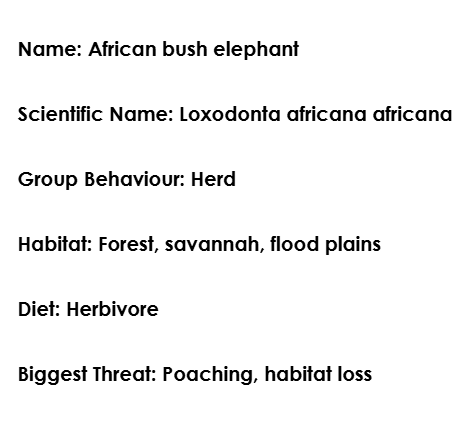 Name: African bush elephant
Scientific Name: Loxodonta africana africana
Group Behaviour: Herd
Habitat: Forest, savannah, flood plains
Diet: Herbivore
Biggest Threat: Poaching, habitat loss